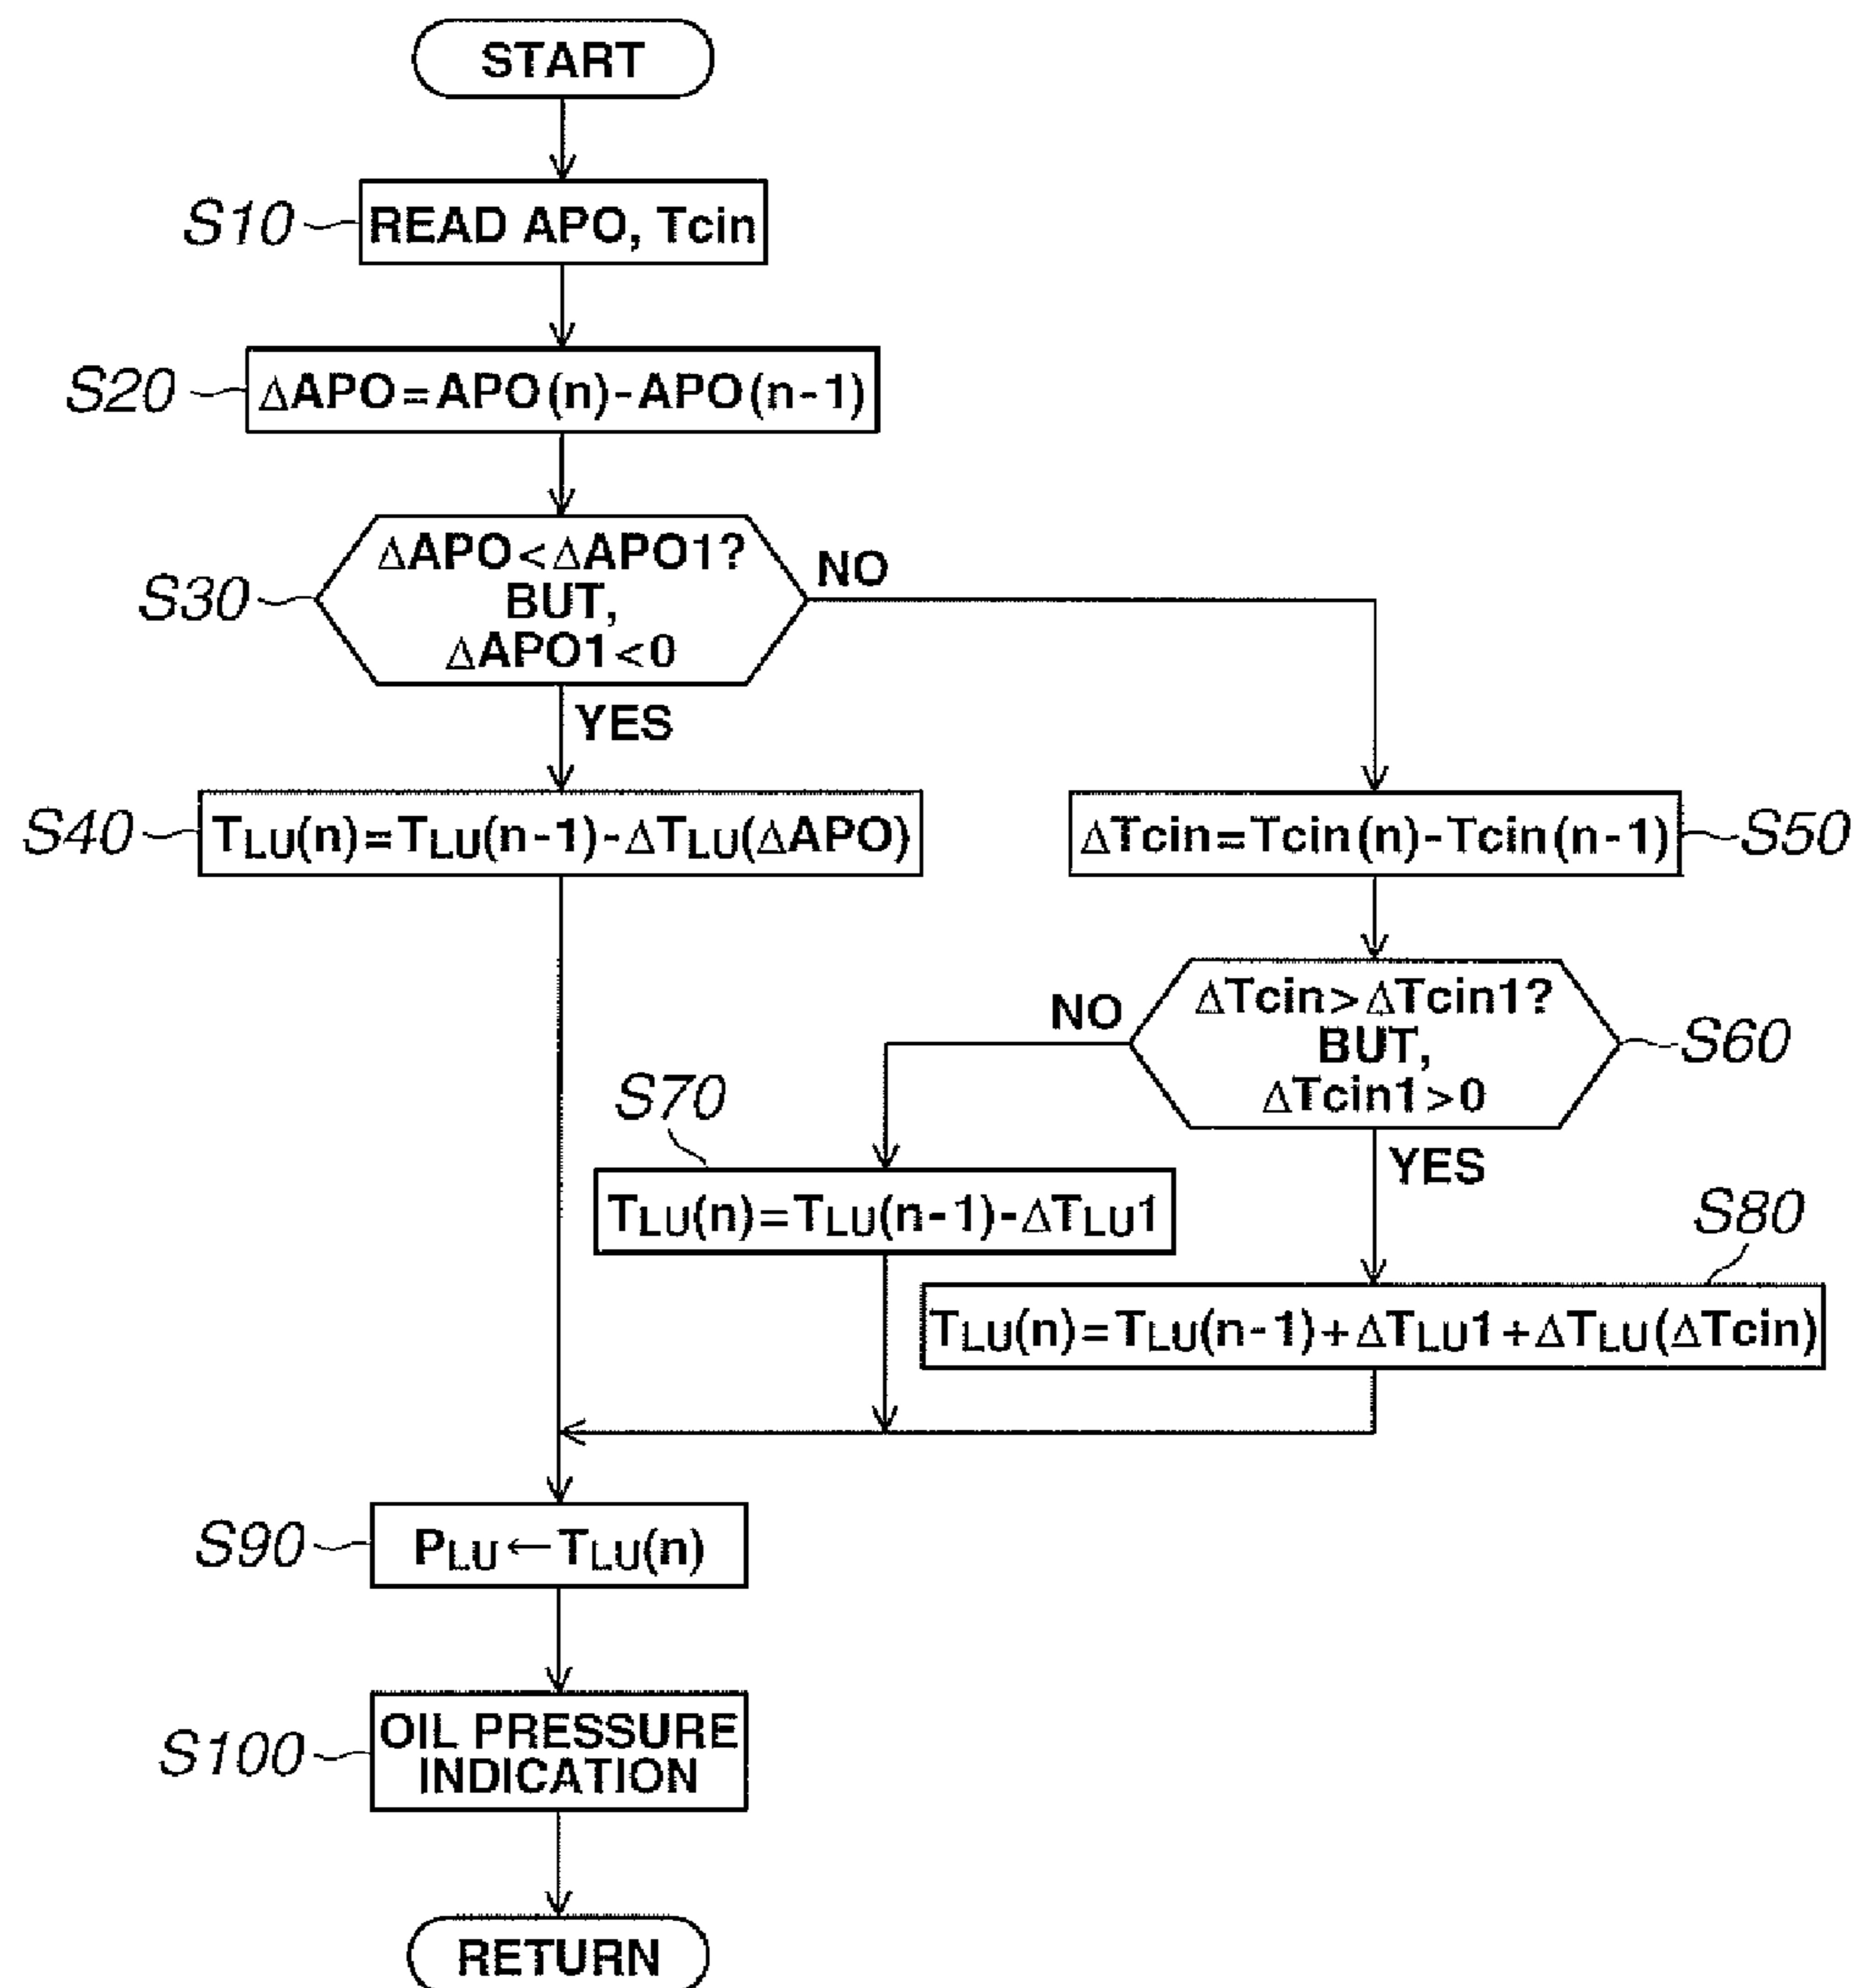 START
S10
READ APO, Tcin
S20
ΔAPO=APO(n)-APO(n-1)
S30
ΔAPO<ΔAPO1?
BUT,
ΔAPO1<0
NO
YES
S40
TLU(n)=TLU(n-1)-ΔTLU(ΔAPO)
ΔTcin=Tcin(n)-Tcin(n-1)
S50
ΔTcin>ΔTcin1?
BUT,
ΔTcin1>0
NO
S60
YES
S70
TLU(n)=TLU(n-1)-ΔTLU1
S80
TLU(n)=TLU(n-1)+ΔTLU1+ΔTLU(ΔTcin)
S90
PLU←TLU(n)
S100
OIL PRESSURE
INDICATION
RETURN